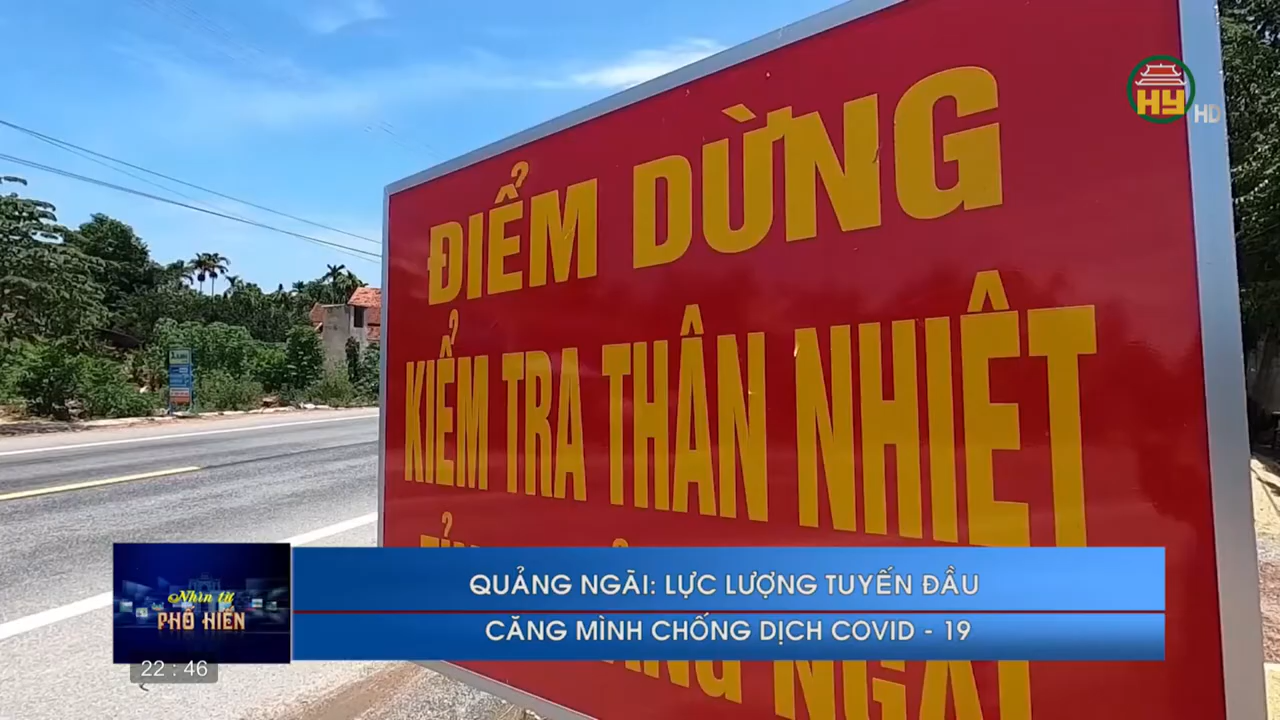 HY HD
ĐIỂM DỪNG
KIỂM TRA THÂN NHIỆT
QUẢNG NGÃI: LỰC LƯỢNG TUYẾN ĐẦU
CĂNG MÌNH CHỐNG DỊCH COVID - 19
Nhìn từ
PHỐ HIẾN
22 : 46
NGÃI